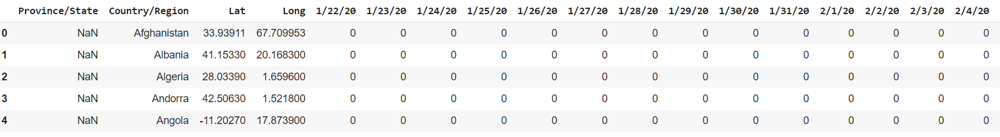 Province/State Country/Region Lat Long 1/22/20 1/23/20 1/24/20 1/25/20 1/26/20 1/27/20 1/28/20 1/29/20 1/30/20 1/31/20 2/1/20 2/2/20 2/3/20 2/4/20
0 NaN Afghanistan 33.93911 67.709953 0 0 0 0 0 0 0 0 0 0 0 0 0 0
1 NaN Albania 41.15330 20.168300 0 0 0 0 0 0 0 0 0 0 0 0 0 0
2 NaN Algeria 28.03390 1.659600 0 0 0 0 0 0 0 0 0 0 0 0 0 0
3 NaN Andorra 42.50630 1.521800 0 0 0 0 0 0 0 0 0 0 0 0 0 0
4 NaN Angola -11.20270 17.873900 0 0 0 0 0 0 0 0 0 0 0 0 0 0